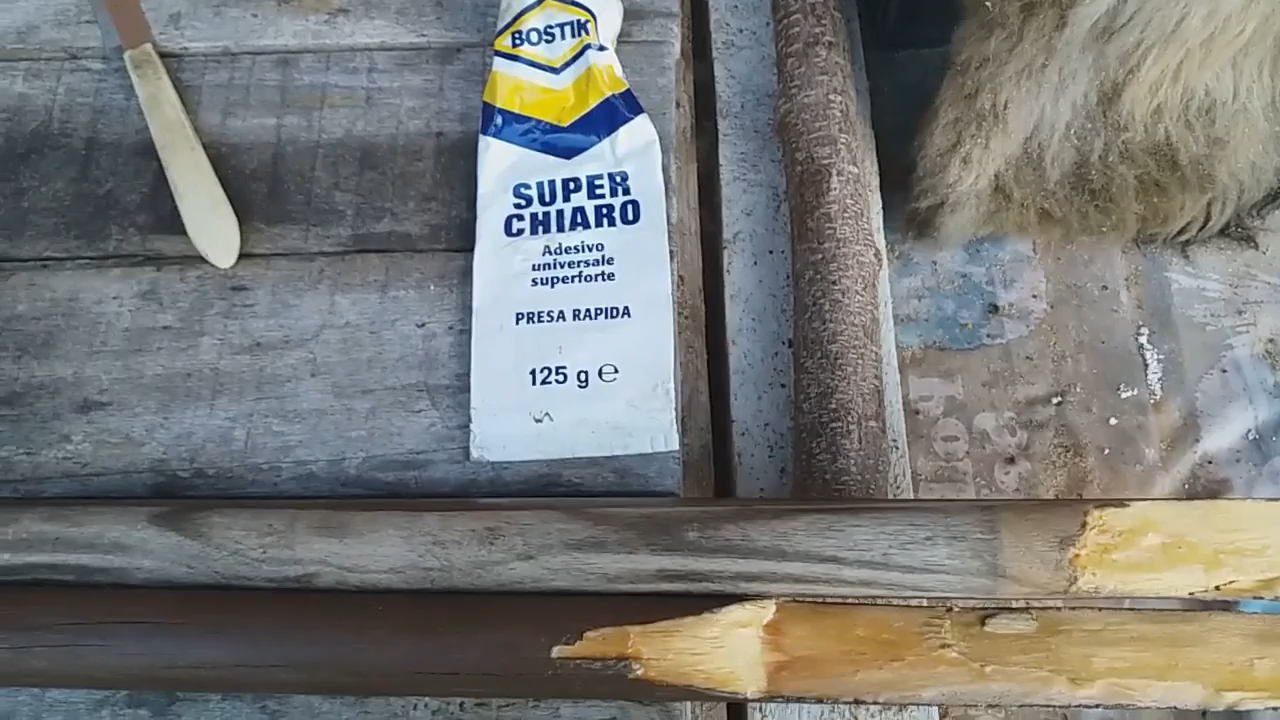 BOSTIK
SUPER
CHIARO
Adesivo
universale
superforte
PRESA RAPIDA
125 g ℮